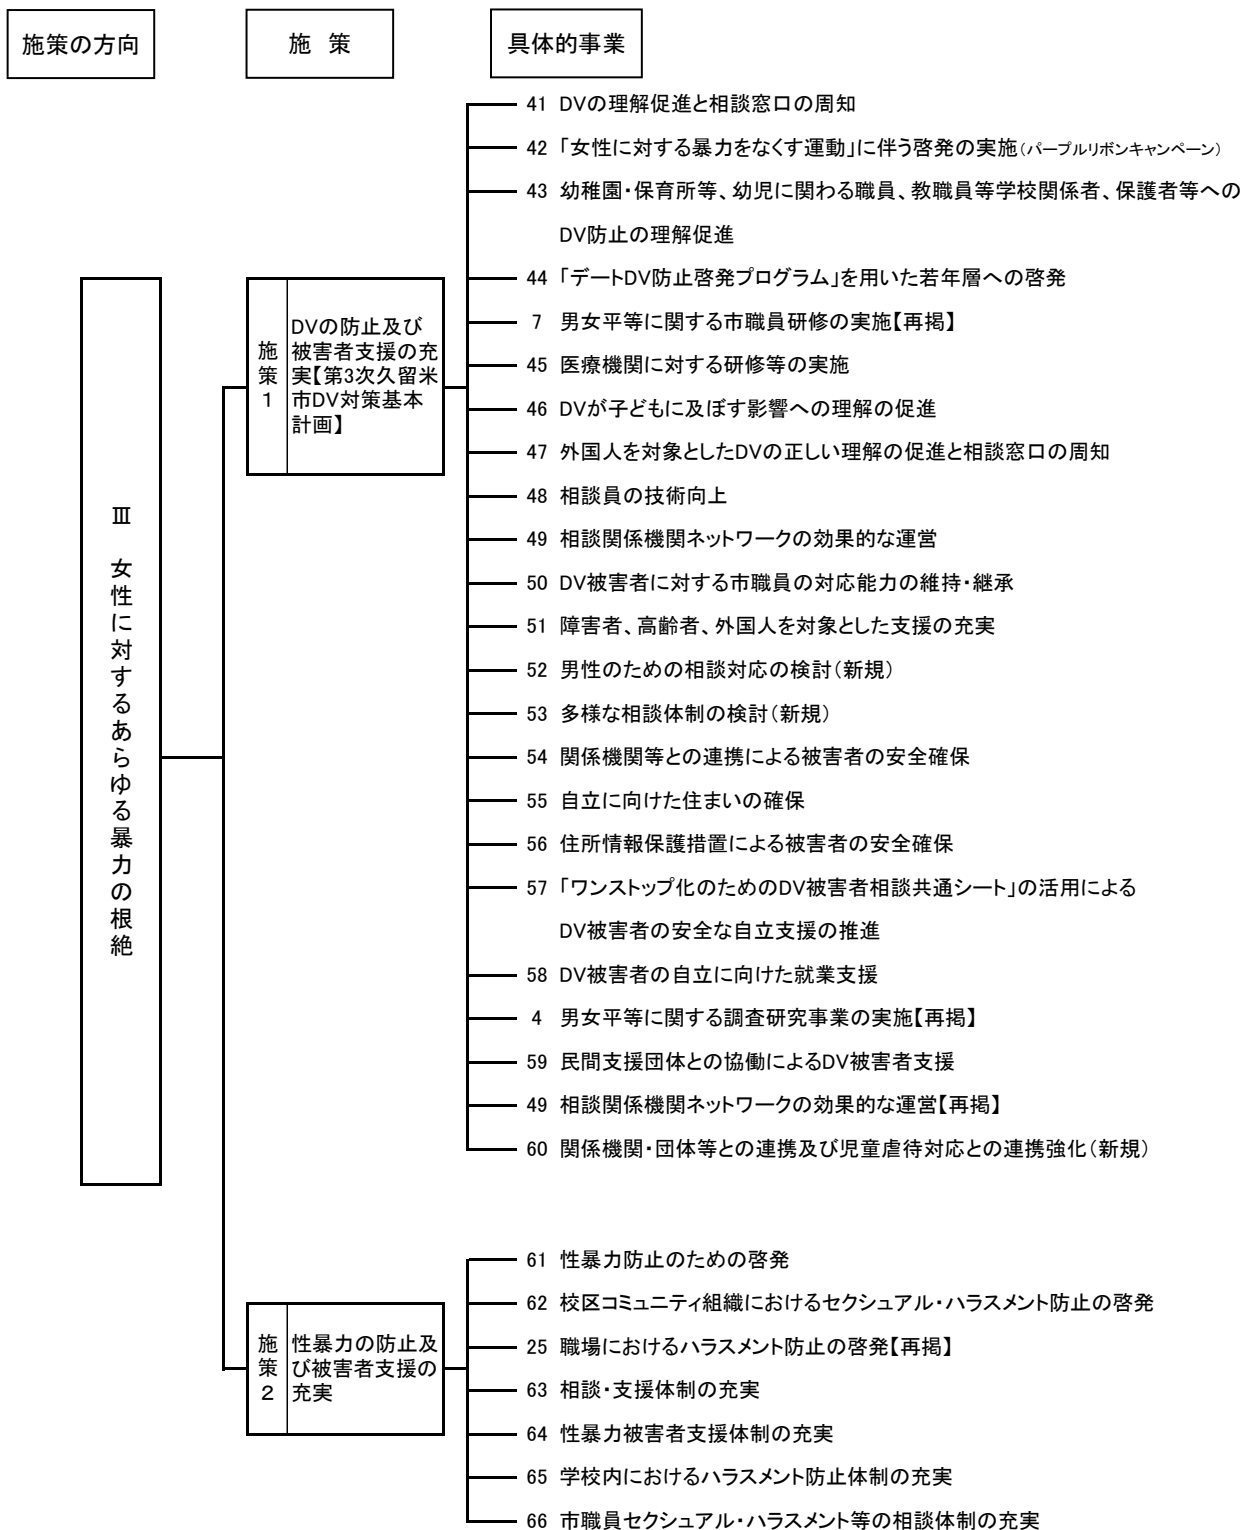 施策の方向
施 策
具体的事業
Ⅲ 女性に対するあらゆる暴力の根絶
施策1
DVの防止及び
被害者支援の充
実【第3次久留米
市DV対策基本
計画】
41 DVの理解促進と相談窓口の周知
42 「女性に対する暴力をなくす運動」に伴う啓発の実施(パープルリボンキャンペーン)
43 幼稚園・保育所等、幼児に関わる職員、教職員等学校関係者、保護者等への
DV防止の理解促進
44 「デートDV防止啓発プログラム」を用いた若年層への啓発
7 男女平等に関する市職員研修の実施【再掲】
45 医療機関に対する研修等の実施
46 DVが子どもに及ぼす影響への理解の促進
47 外国人を対象としたDVの正しい理解の促進と相談窓口の周知
48 相談員の技術向上
49 相談関係機関ネットワークの効果的な運営
50 DV被害者に対する市職員の対応能力の維持・継承
51 障害者、高齢者、外国人を対象とした支援の充実
52 男性のための相談対応の検討(新規)
53 多様な相談体制の検討(新規)
54 関係機関等との連携による被害者の安全確保
55 自立に向けた住まいの確保
56 住所情報保護措置による被害者の安全確保
57 「ワンストップ化のためのDV被害者相談共通シート」の活用による
DV被害者の安全な自立支援の推進
58 DV被害者の自立に向けた就業支援
4 男女平等に関する調査研究事業の実施【再掲】
59 民間支援団体との協働によるDV被害者支援
49 相談関係機関ネットワークの効果的な運営【再掲】
60 関係機関・団体等との連携及び児童虐待対応との連携強化(新規)
施策2
性暴力の防止及
び被害者支援の
充実
61 性暴力防止のための啓発
62 校区コミュニティ組織におけるセクシュアル・ハラスメント防止の啓発
25 職場におけるハラスメント防止の啓発【再掲】
63 相談・支援体制の充実
64 性暴力被害者支援体制の充実
65 学校内におけるハラスメント防止体制の充実
66 市職員セクシュアル・ハラスメント等の相談体制の充実